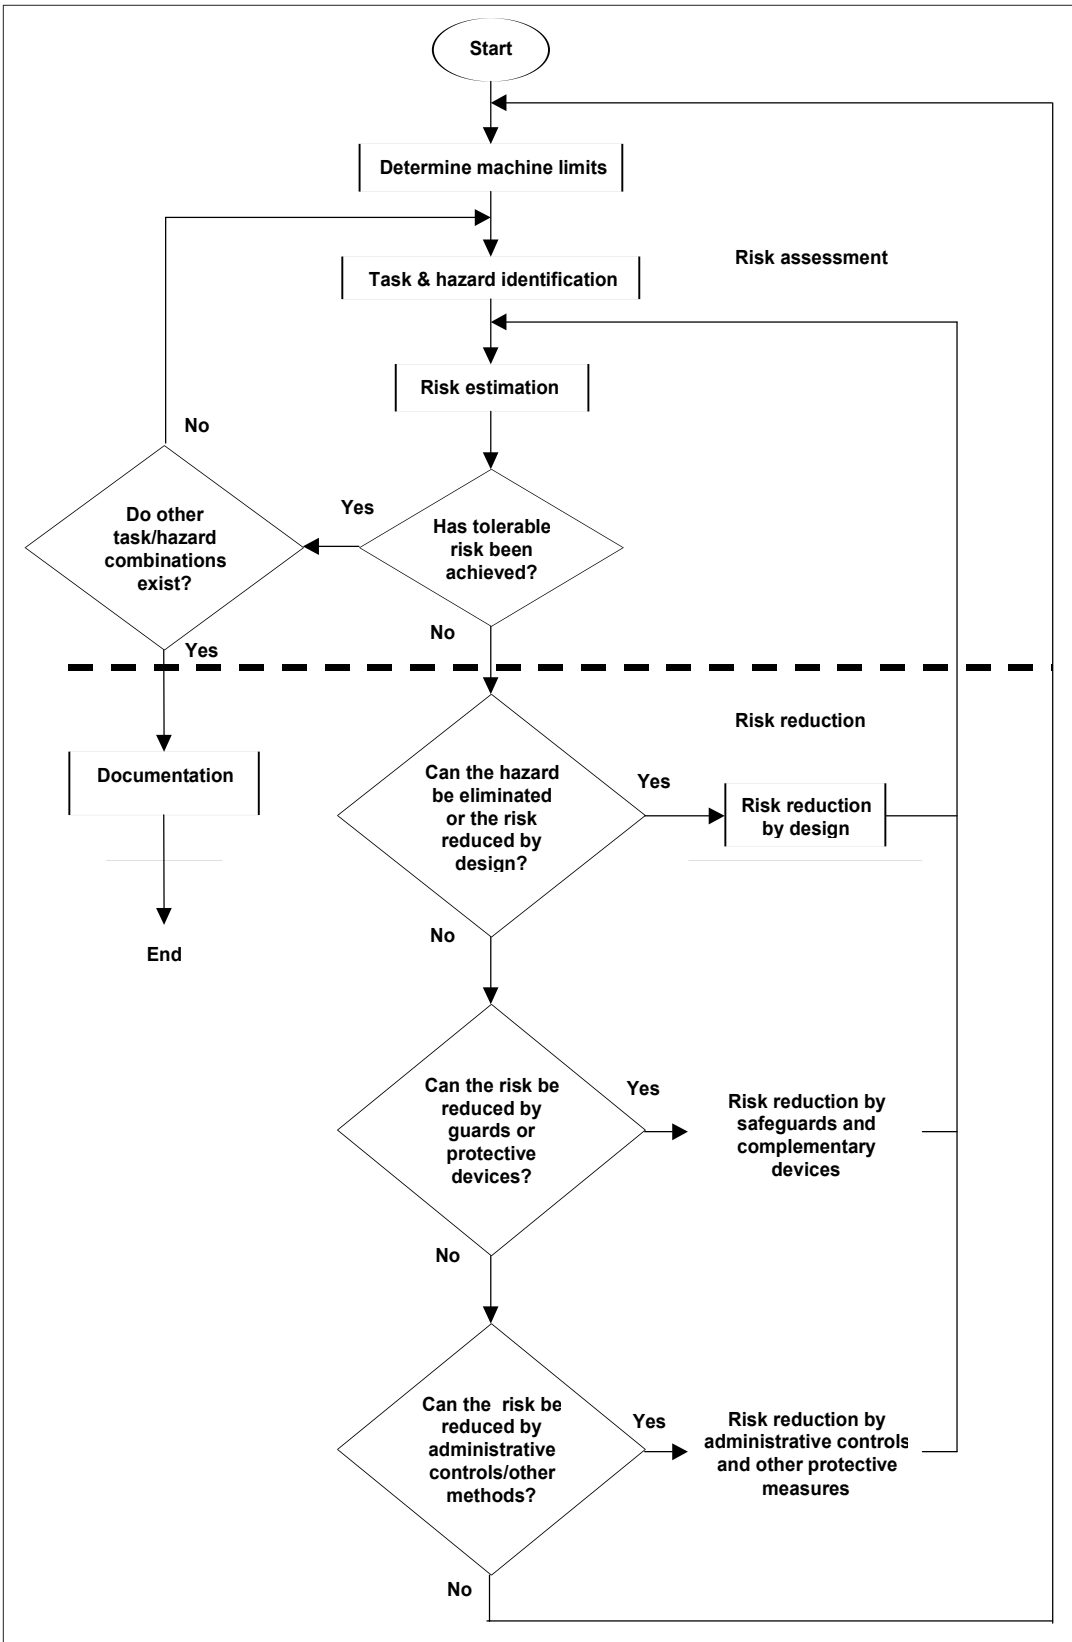 Start
Determine machine limits
Risk assessment
Task & hazard identification
Risk estimation
No
Do other
task/hazard
combinations
exist?
Yes
Has tolerable
risk been
achieved?
Yes
No
Risk reduction
Documentation
End
Can the hazard
be eliminated
or the risk
reduced by
design?
Yes
Risk reduction
by design
No
Can the risk be
reduced by
guards or
protective
devices?
Yes
Risk reduction by
safeguards and
complementary
devices
No
Can the risk be
reduced by
administrative
controls/other
methods?
Yes
Risk reduction by
administrative controls
and other protective
measures
No